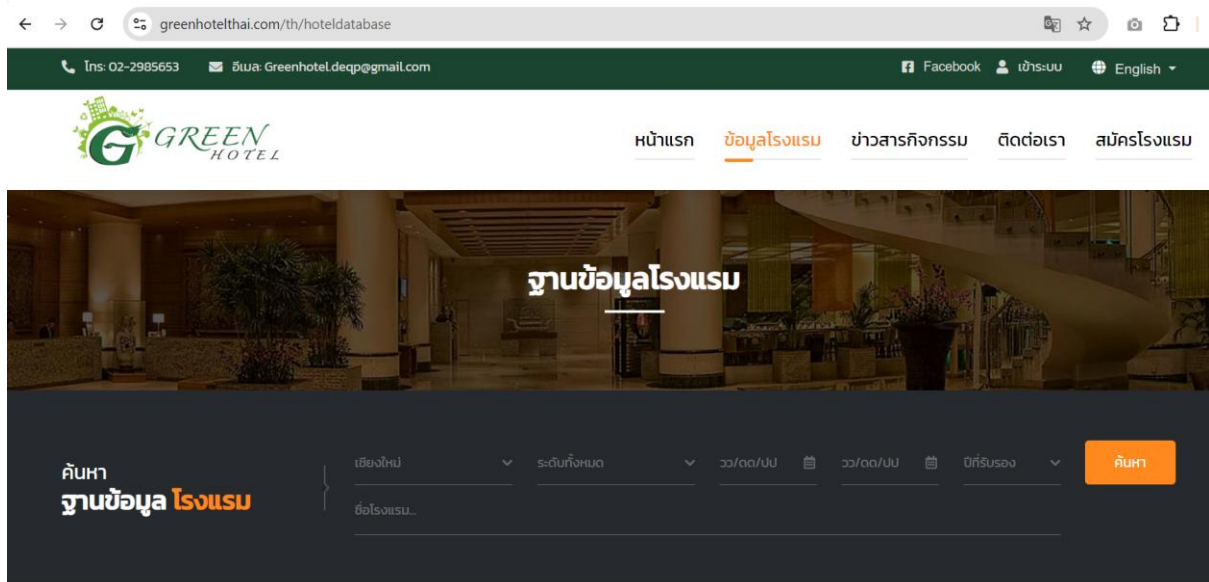 greenhotelthai.com/th/hoteldatabase
โทร: 02-2985653 อีเมล: Greenhotel.deqp@gmail.com Facebook เข้าระบบ English
GREEN
HOTEL
หน้าแรก ข้อมูลโรงแรม ข่าวสารกิจกรรม ติดต่อเรา สมัครโรงแรม
ฐานข้อมูลโรงแรม
เชียงใหม่ ระดับทั้งหมด วว/ดด/ปป วว/ดด/ปป ปีที่รับรอง ค้นหา
ค้นหา
ฐานข้อมูล โรงแรม
ชื่อโรงแรม...